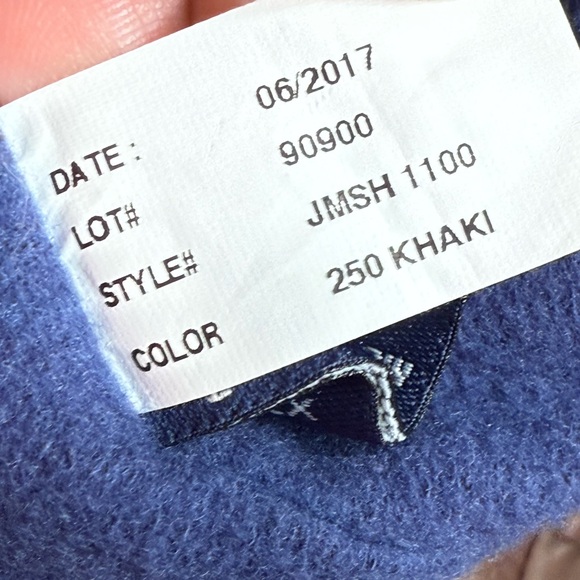 DATE: 06/2017
LOT# 90900
STYLE# JMSH 1100
COLOR 250 KHAKI